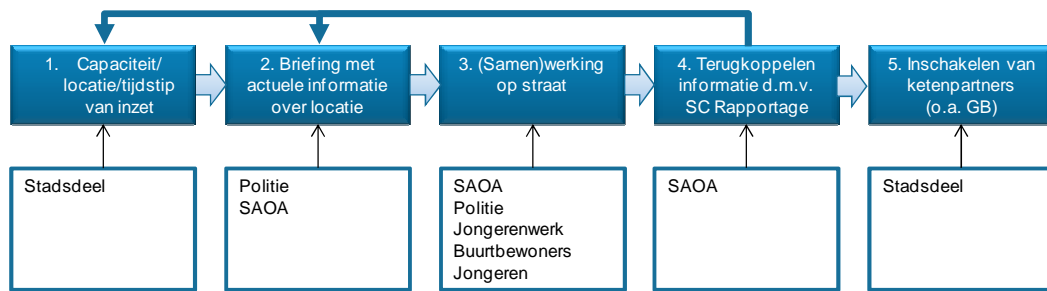 1. Capaciteit/
locatie/tijdstip
van inzet
2. Briefing met
actuele informatie
over locatie
3. (Samen)werking
op straat
4. Terugkoppelen
informatie d.m.v.
SC Rapportage
5. Inschakelen van
ketenpartners
(o.a. GB)
Stadsdeel
Politie
SAOA
SAOA
Politie
Jongerenwerk
Buurtbewoners
Jongeren
SAOA
Stadsdeel